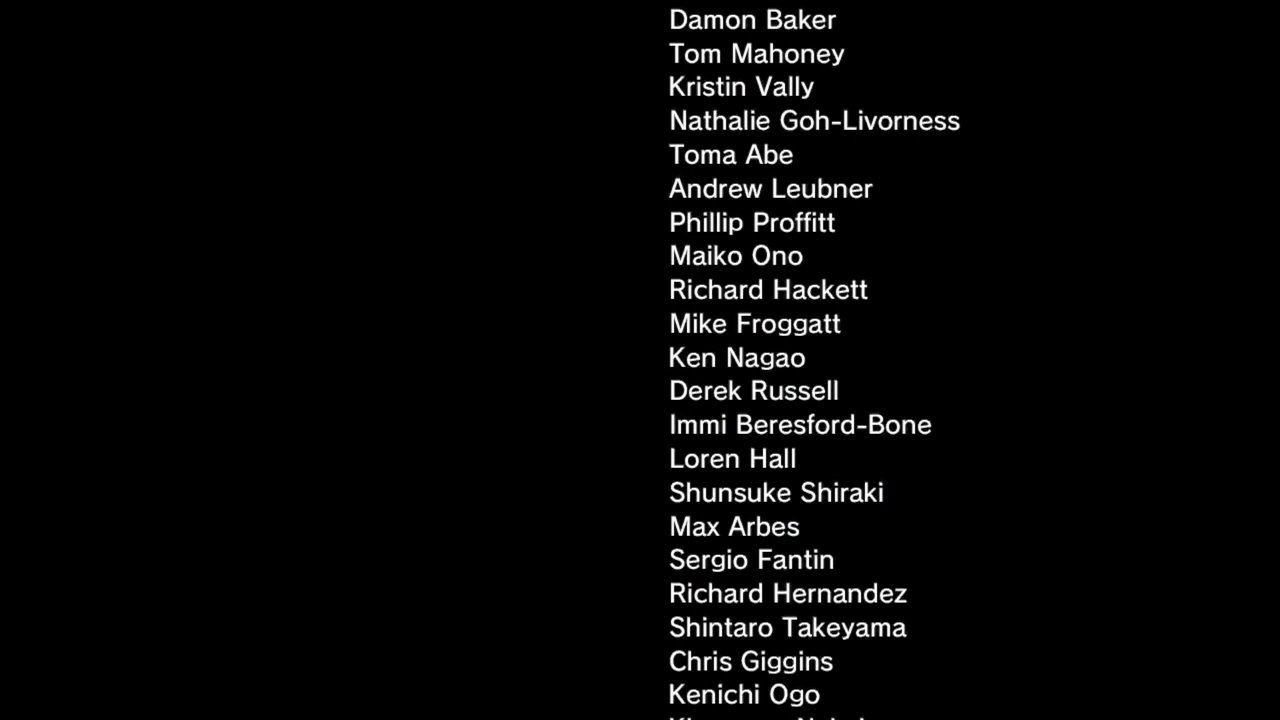 Damon Baker
Tom Mahoney
Kristin Vally
Nathalie Goh-Livorness
Toma Abe
Andrew Leubner
Phillip Proffitt
Maiko Ono
Richard Hackett
Mike Froggatt
Ken Nagao
Derek Russell
Immi Beresford-Bone
Loren Hall
Shunsuke Shiraki
Max Arbes
Sergio Fantin
Richard Hernandez
Shintaro Takeyama
Chris Giggins
Kenichi Ogo